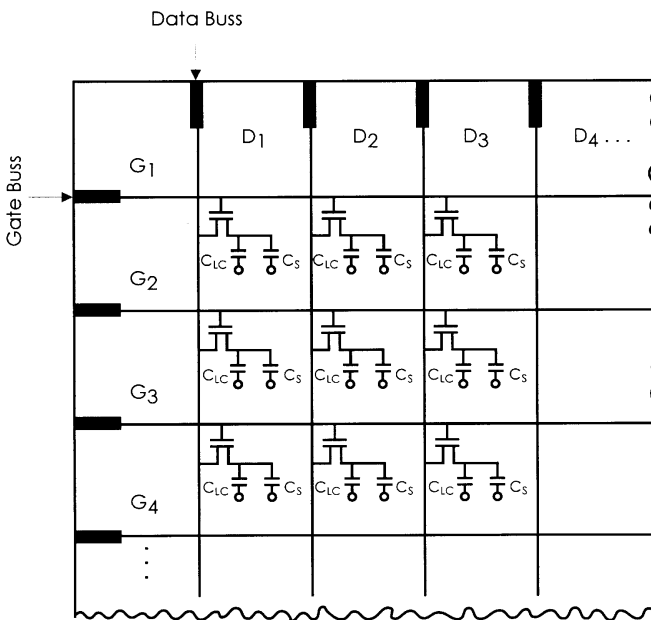 Data Buss
D1 D2 D3 D4 . . .
G1
Gate Buss
CLC CS CLC CS CLC CS
G2
CLC CS CLC CS CLC CS
G3
CLC CS CLC CS CLC CS
G4